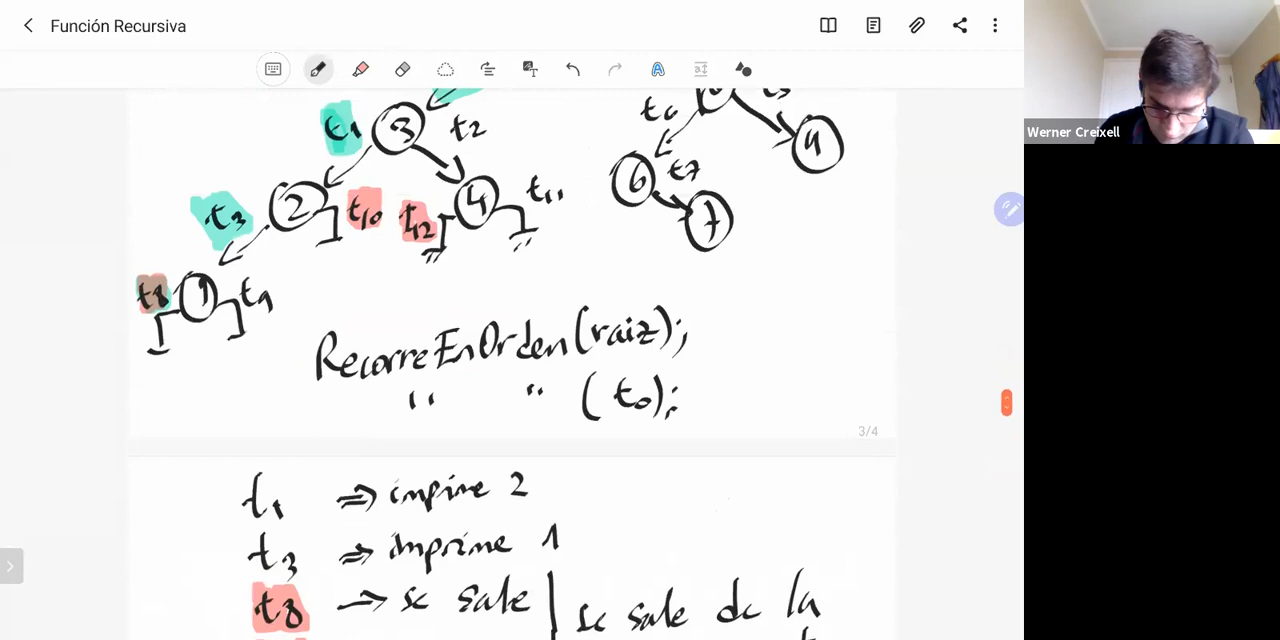 Función Recursiva
Werner Creixell
t1 3 t2
t6
9
t3 2 t10 t12 4 t11
6 t7
7
t8 1 t9
RecorreEnOrden(raiz);
" " (t0);
3/4
t1 ⇒ imprime 2
t3 ⇒ imprime 1
t8 → se sale | se sale de la